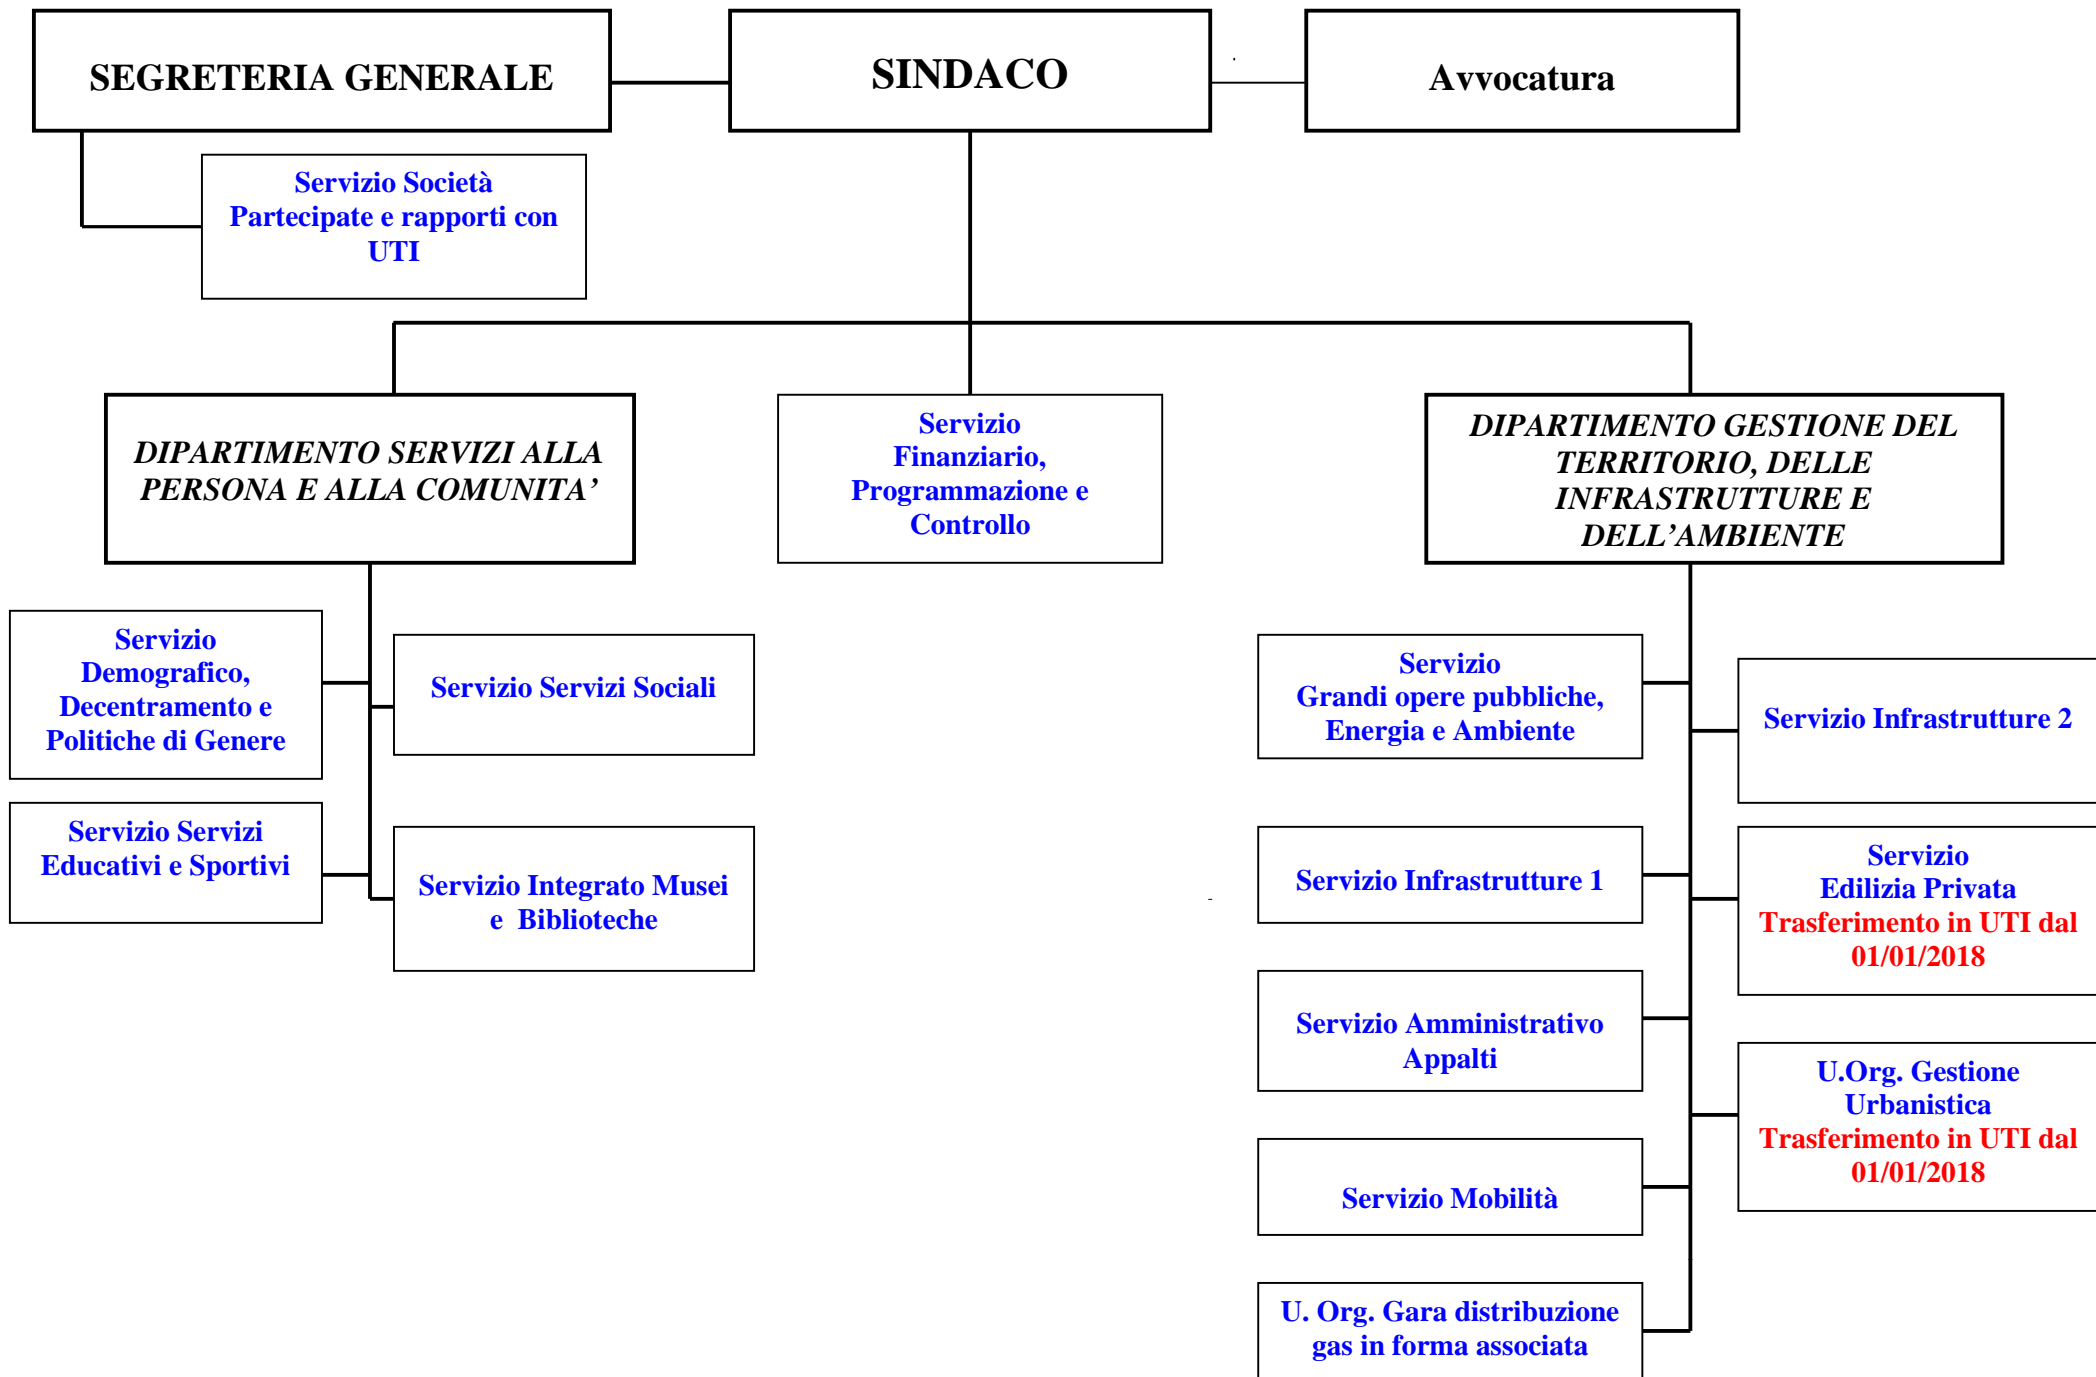 SEGRETERIA GENERALE
SINDACO
Avvocatura
Servizio Società
Partecipate e rapporti con
UTI
DIPARTIMENTO SERVIZI ALLA
PERSONA E ALLA COMUNITA’
Servizio
Finanziario,
Programmazione e
Controllo
DIPARTIMENTO GESTIONE DEL
TERRITORIO, DELLE
INFRASTRUTTURE E
DELL’AMBIENTE
Servizio
Demografico,
Decentramento e
Politiche di Genere
Servizio Servizi Sociali
Servizio Servizi
Educativi e Sportivi
Servizio Integrato Musei
e Biblioteche
Servizio
Grandi opere pubbliche,
Energia e Ambiente
Servizio Infrastrutture 2
Servizio Infrastrutture 1
Servizio
Edilizia Privata
Trasferimento in UTI dal
01/01/2018
Servizio Amministrativo
Appalti
U.Org. Gestione
Urbanistica
Trasferimento in UTI dal
01/01/2018
Servizio Mobilità
U. Org. Gara distribuzione
gas in forma associata